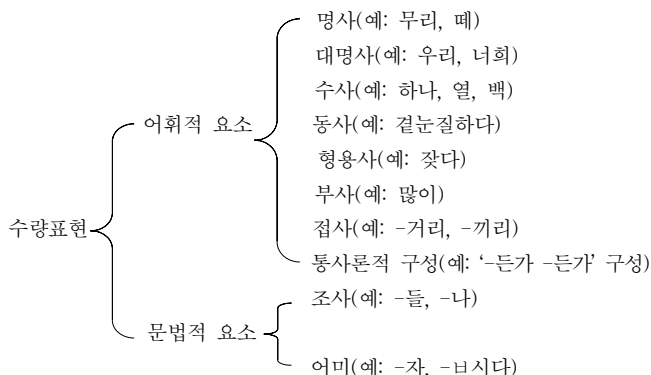 명사(예: 무리, 떼)
대명사(예: 우리, 너희)
수사(예: 하나, 열, 백)
어휘적 요소
동사(예: 곁눈질하다)
형용사(예: 잦다)
부사(예: 많이)
수량표현
접사(예: -거리, -끼리)
통사론적 구성(예: ‘-든가 -든가’ 구성)
조사(예: -들, -나)
문법적 요소
어미(예: -자, -ㅂ시다)